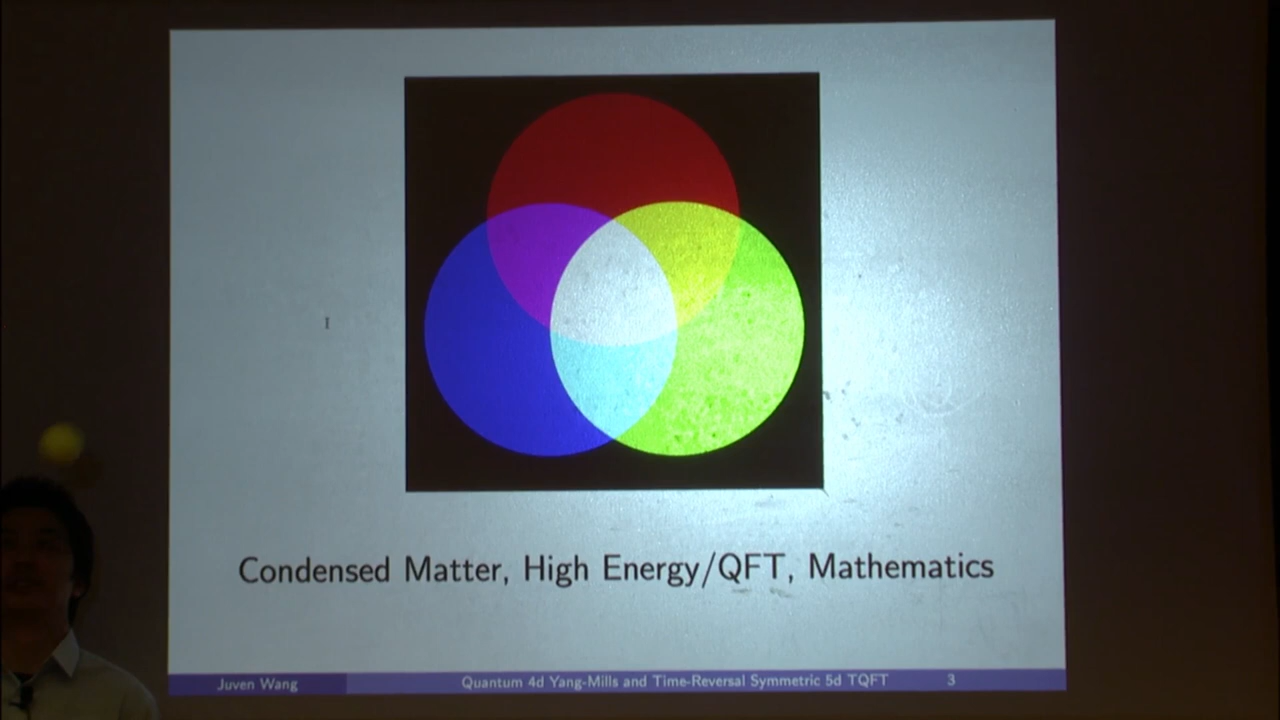 Condensed Matter, High Energy/QFT, Mathematics
Juven Wang Quantum 4d Yang-Mills and Time-Reversal Symmetric 5d TQFT 3